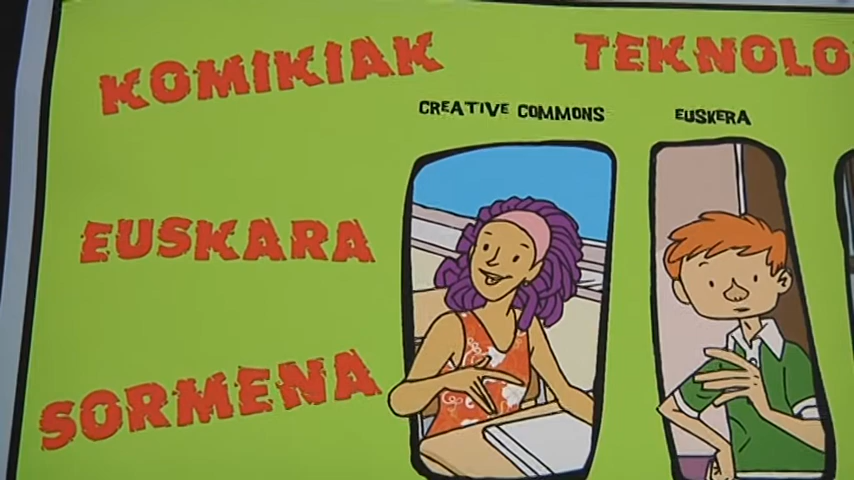 KOMIKIAK
TEKNOLO
CREATIVE COMMONS
EUSKERA
EUSKARA
SORMENA